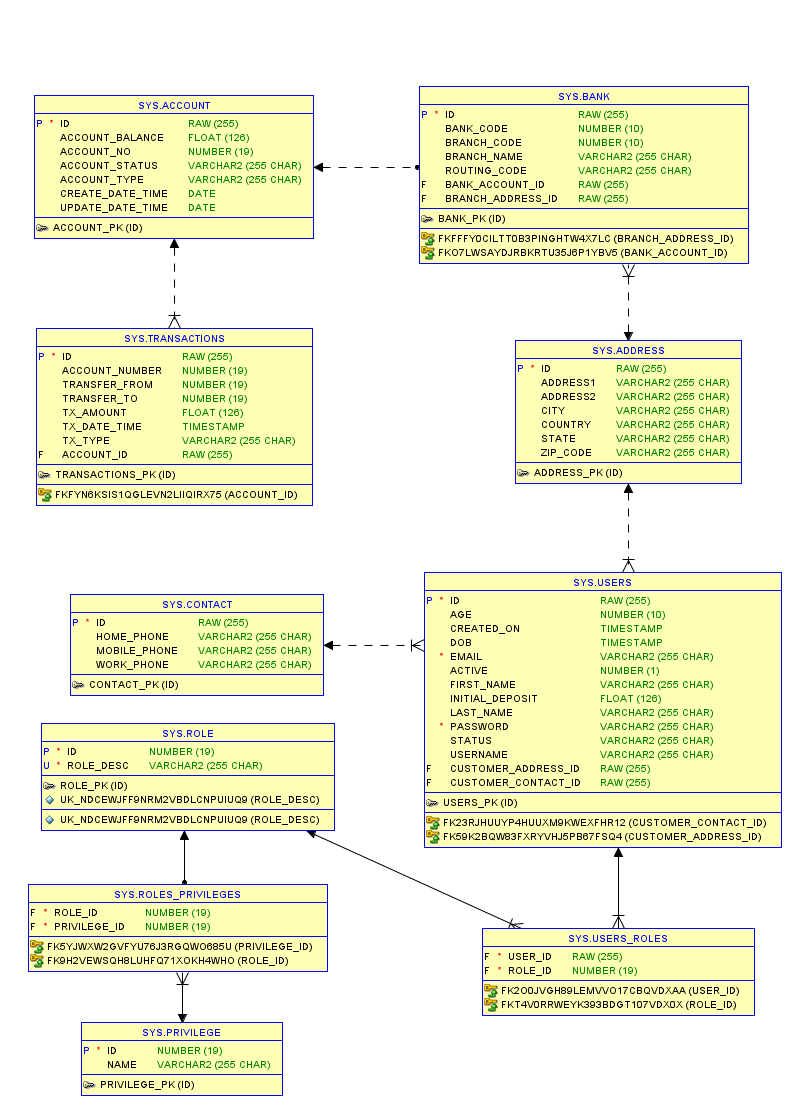 SYS.ACCOUNT
P * ID RAW (255)
ACCOUNT_BALANCE FLOAT (126)
ACCOUNT_NO NUMBER (19)
ACCOUNT_STATUS VARCHAR2 (255 CHAR)
ACCOUNT_TYPE VARCHAR2 (255 CHAR)
CREATE_DATE_TIME DATE
UPDATE_DATE_TIME DATE
ACCOUNT_PK (ID)
SYS.BANK
P * ID RAW (255)
BANK_CODE NUMBER (10)
BRANCH_CODE NUMBER (10)
BRANCH_NAME VARCHAR2 (255 CHAR)
ROUTING_CODE VARCHAR2 (255 CHAR)
F BANK_ACCOUNT_ID RAW (255)
F BRANCH_ADDRESS_ID RAW (255)
BANK_PK (ID)
FKFFFY0CILTT0B3PINGHTW4X7LC (BRANCH_ADDRESS_ID)
FKO7LWSAYDJRBKRTU35J6P1YBV5 (BANK_ACCOUNT_ID)
SYS.TRANSACTIONS
P * ID RAW (255)
ACCOUNT_NUMBER NUMBER (19)
TRANSFER_FROM NUMBER (19)
TRANSFER_TO NUMBER (19)
TX_AMOUNT FLOAT (126)
TX_DATE_TIME TIMESTAMP
TX_TYPE VARCHAR2 (255 CHAR)
F ACCOUNT_ID RAW (255)
TRANSACTIONS_PK (ID)
FKFYN6KSIS1QGLEVN2LIIQIRX75 (ACCOUNT_ID)
SYS.ADDRESS
P * ID RAW (255)
ADDRESS1 VARCHAR2 (255 CHAR)
ADDRESS2 VARCHAR2 (255 CHAR)
CITY VARCHAR2 (255 CHAR)
COUNTRY VARCHAR2 (255 CHAR)
STATE VARCHAR2 (255 CHAR)
ZIP_CODE VARCHAR2 (255 CHAR)
ADDRESS_PK (ID)
SYS.CONTACT
P * ID RAW (255)
HOME_PHONE VARCHAR2 (255 CHAR)
MOBILE_PHONE VARCHAR2 (255 CHAR)
WORK_PHONE VARCHAR2 (255 CHAR)
CONTACT_PK (ID)
SYS.USERS
P * ID RAW (255)
AGE NUMBER (10)
CREATED_ON TIMESTAMP
DOB TIMESTAMP
* EMAIL VARCHAR2 (255 CHAR)
ACTIVE NUMBER (1)
FIRST_NAME VARCHAR2 (255 CHAR)
INITIAL_DEPOSIT FLOAT (126)
LAST_NAME VARCHAR2 (255 CHAR)
* PASSWORD VARCHAR2 (255 CHAR)
STATUS VARCHAR2 (255 CHAR)
USERNAME VARCHAR2 (255 CHAR)
F CUSTOMER_ADDRESS_ID RAW (255)
F CUSTOMER_CONTACT_ID RAW (255)
USERS_PK (ID)
FK23RJHUUYP4HUUXM9KWEXFHR12 (CUSTOMER_CONTACT_ID)
FK59K2BQW83FXRYVHJ5PB67FSQ4 (CUSTOMER_ADDRESS_ID)
SYS.ROLE
P * ID NUMBER (19)
U * ROLE_DESC VARCHAR2 (255 CHAR)
ROLE_PK (ID)
UK_NDCEWJFF9NRM2VBDLCNPUIUQ9 (ROLE_DESC)
UK_NDCEWJFF9NRM2VBDLCNPUIUQ9 (ROLE_DESC)
SYS.ROLES_PRIVILEGES
F * ROLE_ID NUMBER (19)
F * PRIVILEGE_ID NUMBER (19)
FK5YJWXW2GVFYU76J3RGQWO685U (PRIVILEGE_ID)
FK9H2VEWSQH8LUHFQ71XOKH4WHO (ROLE_ID)
SYS.USERS_ROLES
F * USER_ID RAW (255)
F * ROLE_ID NUMBER (19)
FK2O0JVGH89LEMVVO17CBQVDXAA (USER_ID)
FKT4V0RRWEYK393BDGT107VDX0X (ROLE_ID)
SYS.PRIVILEGE
P * ID NUMBER (19)
NAME VARCHAR2 (255 CHAR)
PRIVILEGE_PK (ID)